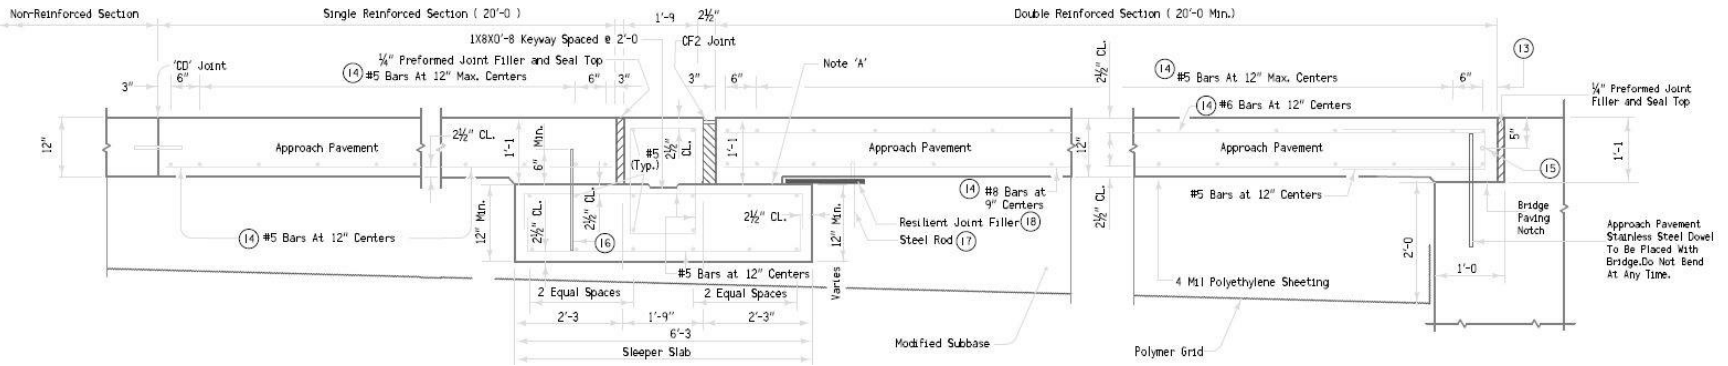 Non-Reinforced Section
Single Reinforced Section ( 20'-0 )
1'-9
2½"
Double Reinforced Section ( 20'-0 Min.)
1X8X0'-8 Keyway Spaced @ 2'-0
CF2 Joint
'CD' Joint
¼" Preformed Joint Filler and Seal Top
Note 'A'
2½" CL.
13
3"
6"
14 #5 Bars At 12" Max. Centers
6"
3"
3"
6"
14
#5 Bars At 12" Max. Centers
6"
¼" Preformed Joint
Filler and Seal Top
14 #6 Bars At 12" Centers
12"
Approach Pavement
2½" CL.
1'-1
6" Min.
#5
(Typ.)
2½"
CL.
1'-1
Approach Pavement
12"
Approach Pavement
5"
1'-1
15
14 #8 Bars at
9" Centers
2½" CL.
#5 Bars at 12" Centers
14 #5 Bars At 12" Centers
12" Min.
2½" CL.
2½" CL.
16
2½" CL.
12" Min.
Resilient Joint Filler 18
Steel Rod 17
Bridge
Paving
Notch
Approach Pavement
Stainless Steel Dowel
To Be Placed With
Bridge.Do Not Bend
At Any Time.
2'-0
1'-0
#5 Bars at 12" Centers
Varies
4 Mil Polyethylene Sheeting
2 Equal Spaces
2 Equal Spaces
2'-3
1'-9"
2'-3"
6'-3
Sleeper Slab
Modified Subbase
Polymer Grid